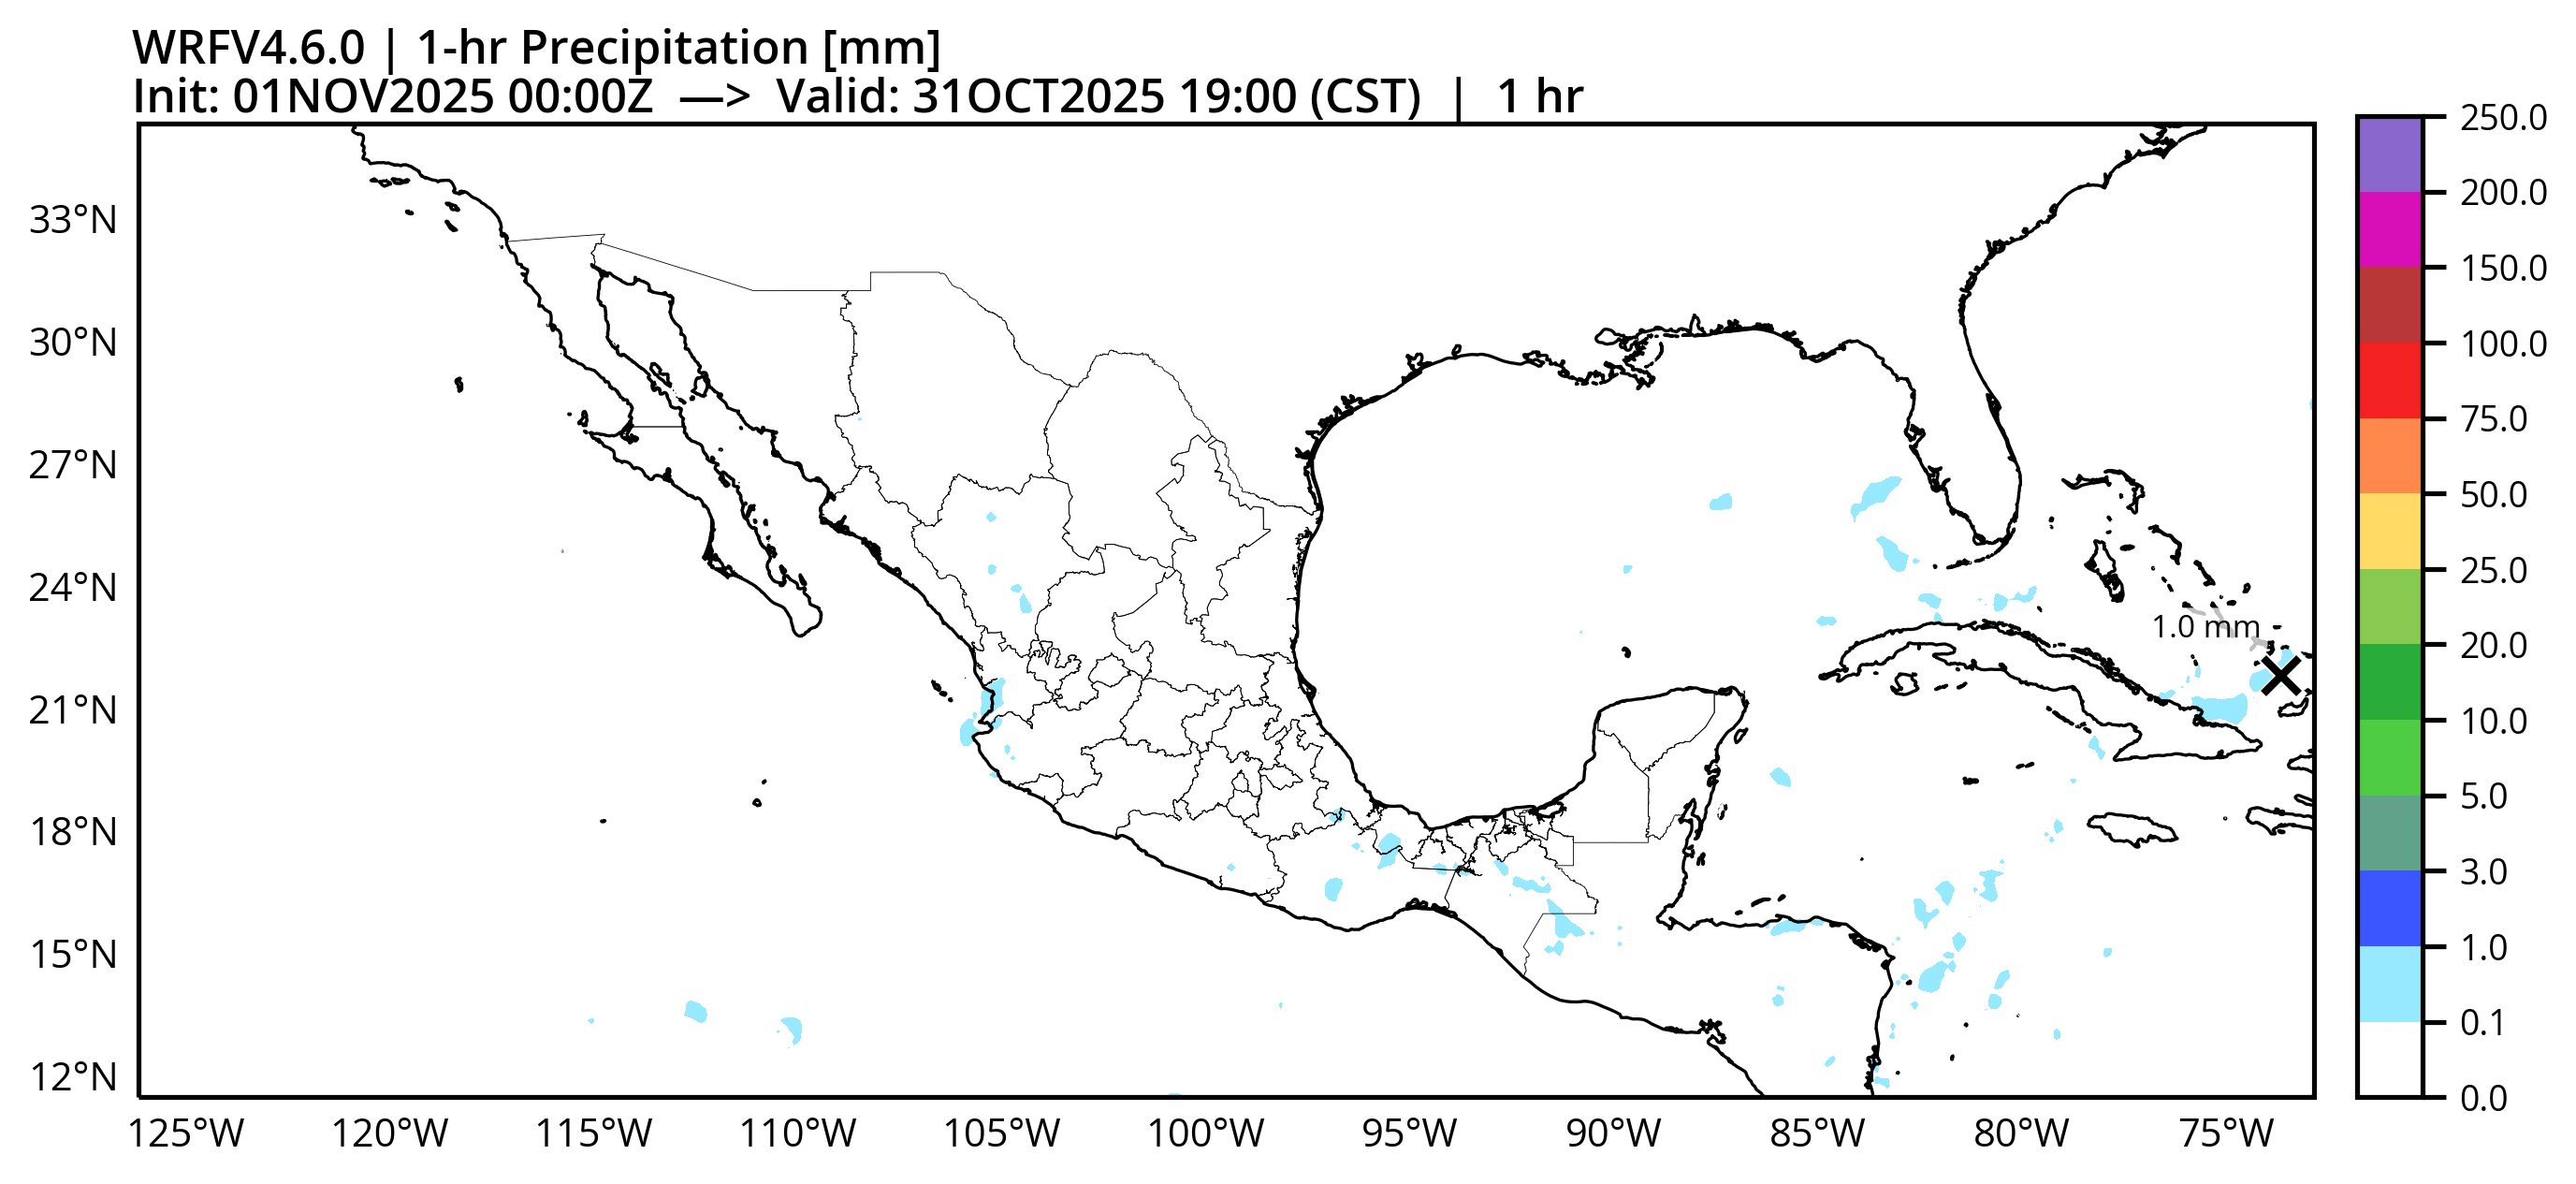 WRFV4.6.0 | 1-hr Precipitation [mm]
Init: 01NOV2025 00:00Z —> Valid: 31OCT2025 19:00 (CST) | 1 hr
33°N
30°N
27°N
24°N
21°N
18°N
15°N
12°N
125°W 120°W 115°W 110°W 105°W 100°W 95°W 90°W 85°W 80°W 75°W
1.0 mm
250.0
200.0
150.0
100.0
75.0
50.0
25.0
20.0
10.0
5.0
3.0
1.0
0.1
0.0